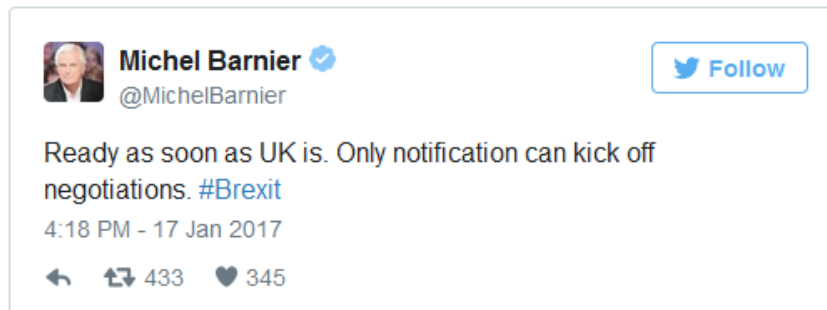 Michel Barnier
@MichelBarnier
Follow
Ready as soon as UK is. Only notification can kick off
negotiations. #Brexit
4:18 PM - 17 Jan 2017
433 345